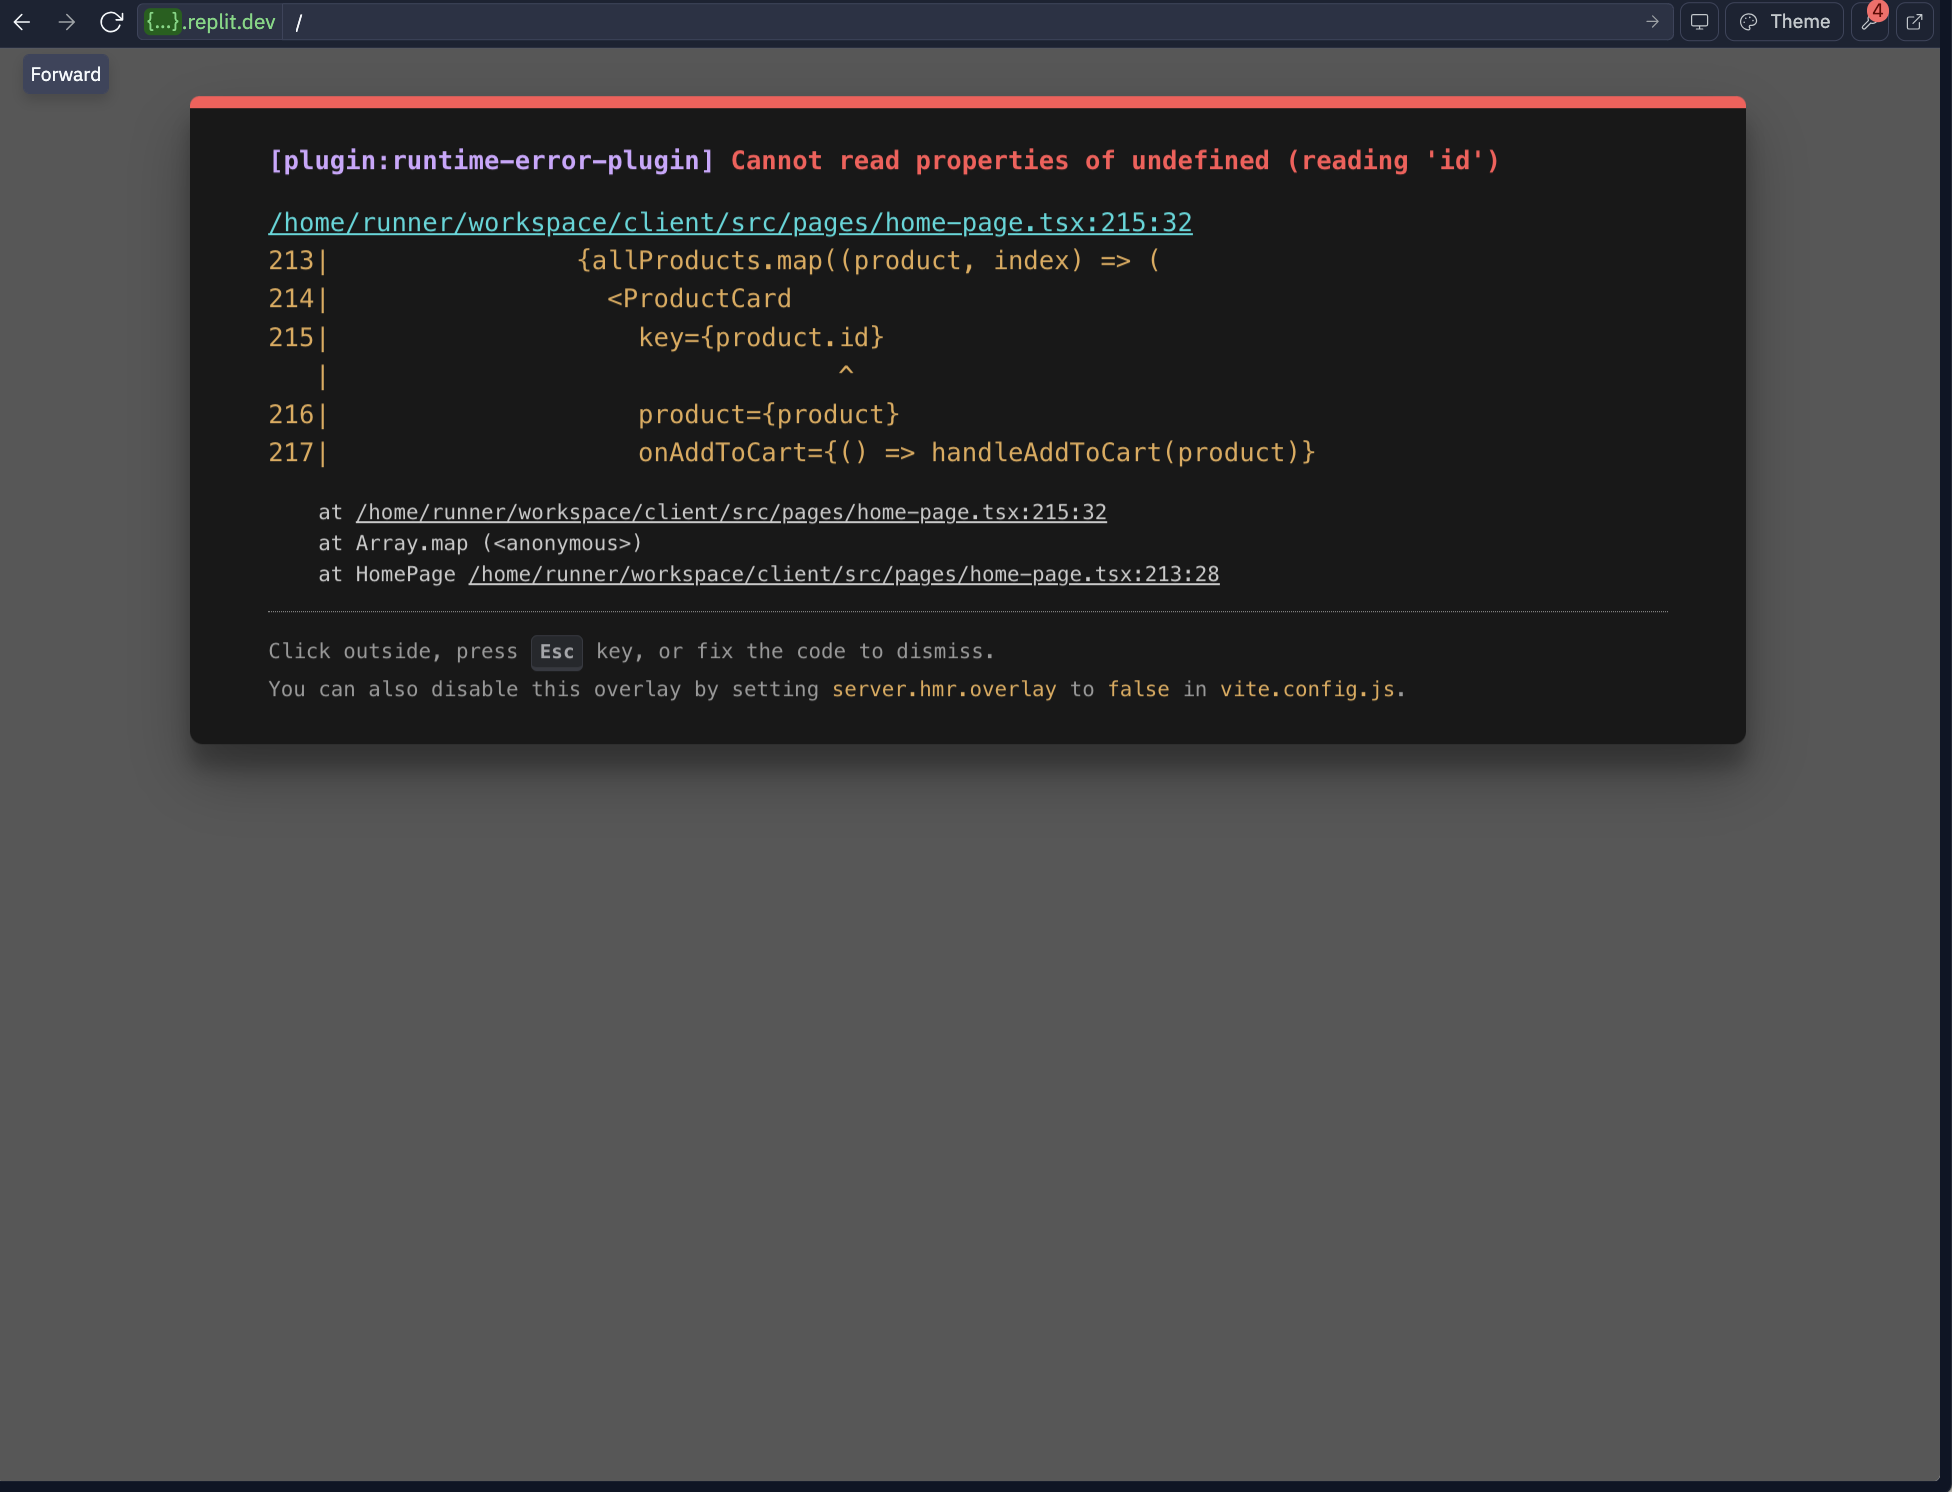 {...}.replit.dev /
Theme
4
Forward
[plugin:runtime-error-plugin] Cannot read properties of undefined (reading 'id')
/home/runner/workspace/client/src/pages/home-page.tsx:215:32
213|                {allProducts.map((product, index) => (
214|                  <ProductCard
215|                    key={product.id}
   |                                 ^
216|                    product={product}
217|                    onAddToCart={() => handleAddToCart(product)}
at /home/runner/workspace/client/src/pages/home-page.tsx:215:32
at Array.map (<anonymous>)
at HomePage /home/runner/workspace/client/src/pages/home-page.tsx:213:28
Click outside, press Esc key, or fix the code to dismiss.
You can also disable this overlay by setting server.hmr.overlay to false in vite.config.js.